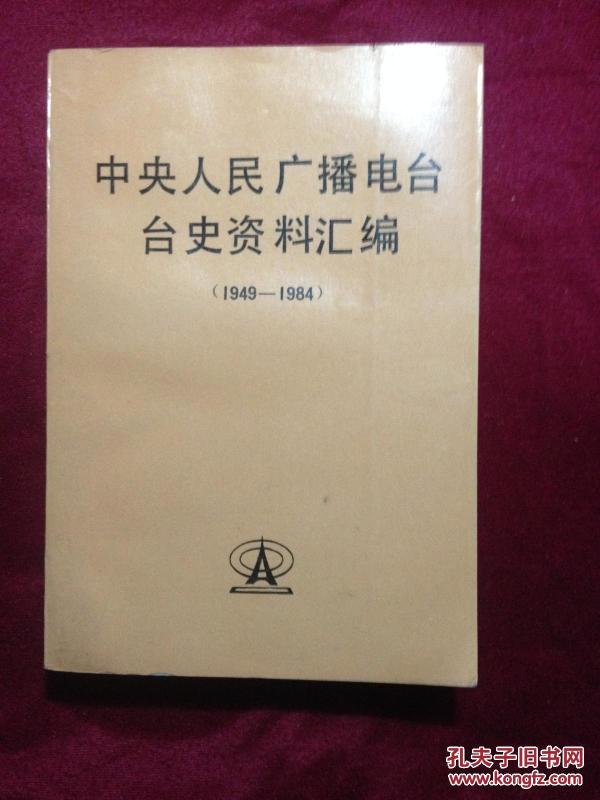 中央人民广播电台
台史资料汇编
（1949—1984）
孔夫子旧书网
www.kongfz.com